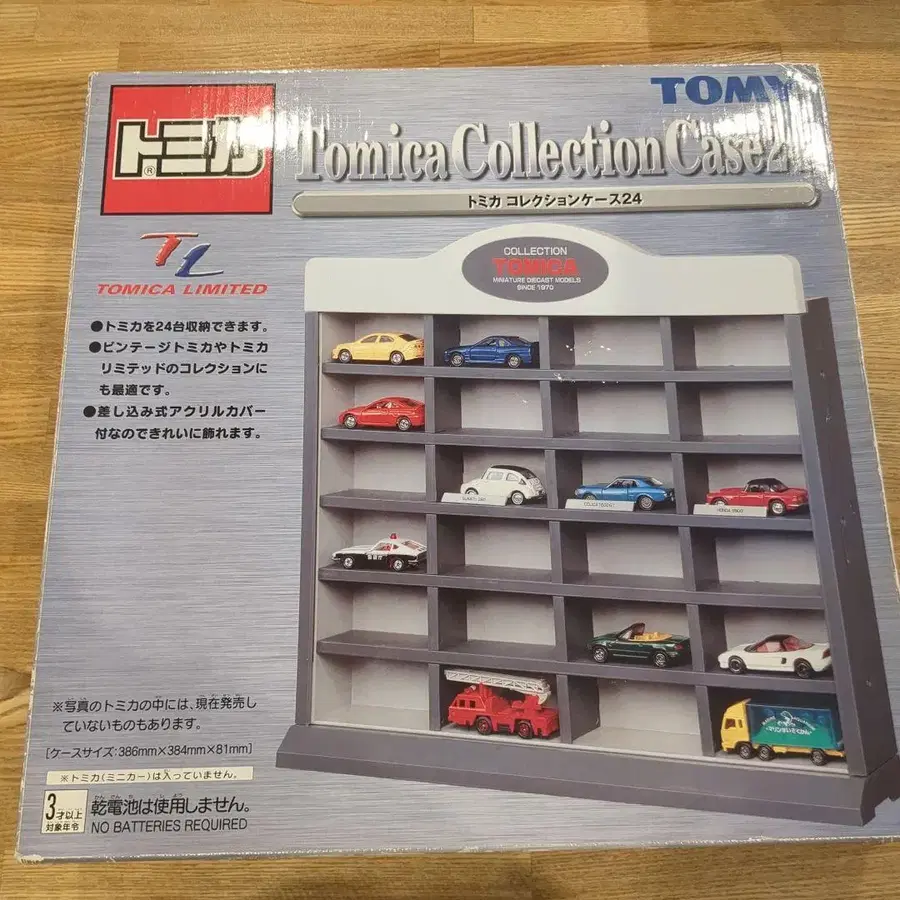 トミカ
®
TOMY
Tomica Collection Case2
トミカ コレクションケース24
TL
TOMICA LIMITED
●トミカを24台収納できます。
●ビンテージトミカやトミカ
リミテッドのコレクションに
も最適です。
●差し込み式アクリルカバー
付なのできれいに飾れます。
COLLECTION
TOMICA
MINIATURE DIECAST MODELS
SINCE 1970
※写真のトミカの中には、現在発売し
ていないものもあります。
[ケースサイズ:386mm×384mm×81mm]
※トミカ(ミニカー)は入っていません。
3才以上
対象年令
乾電池は使用しません。
NO BATTERIES REQUIRED